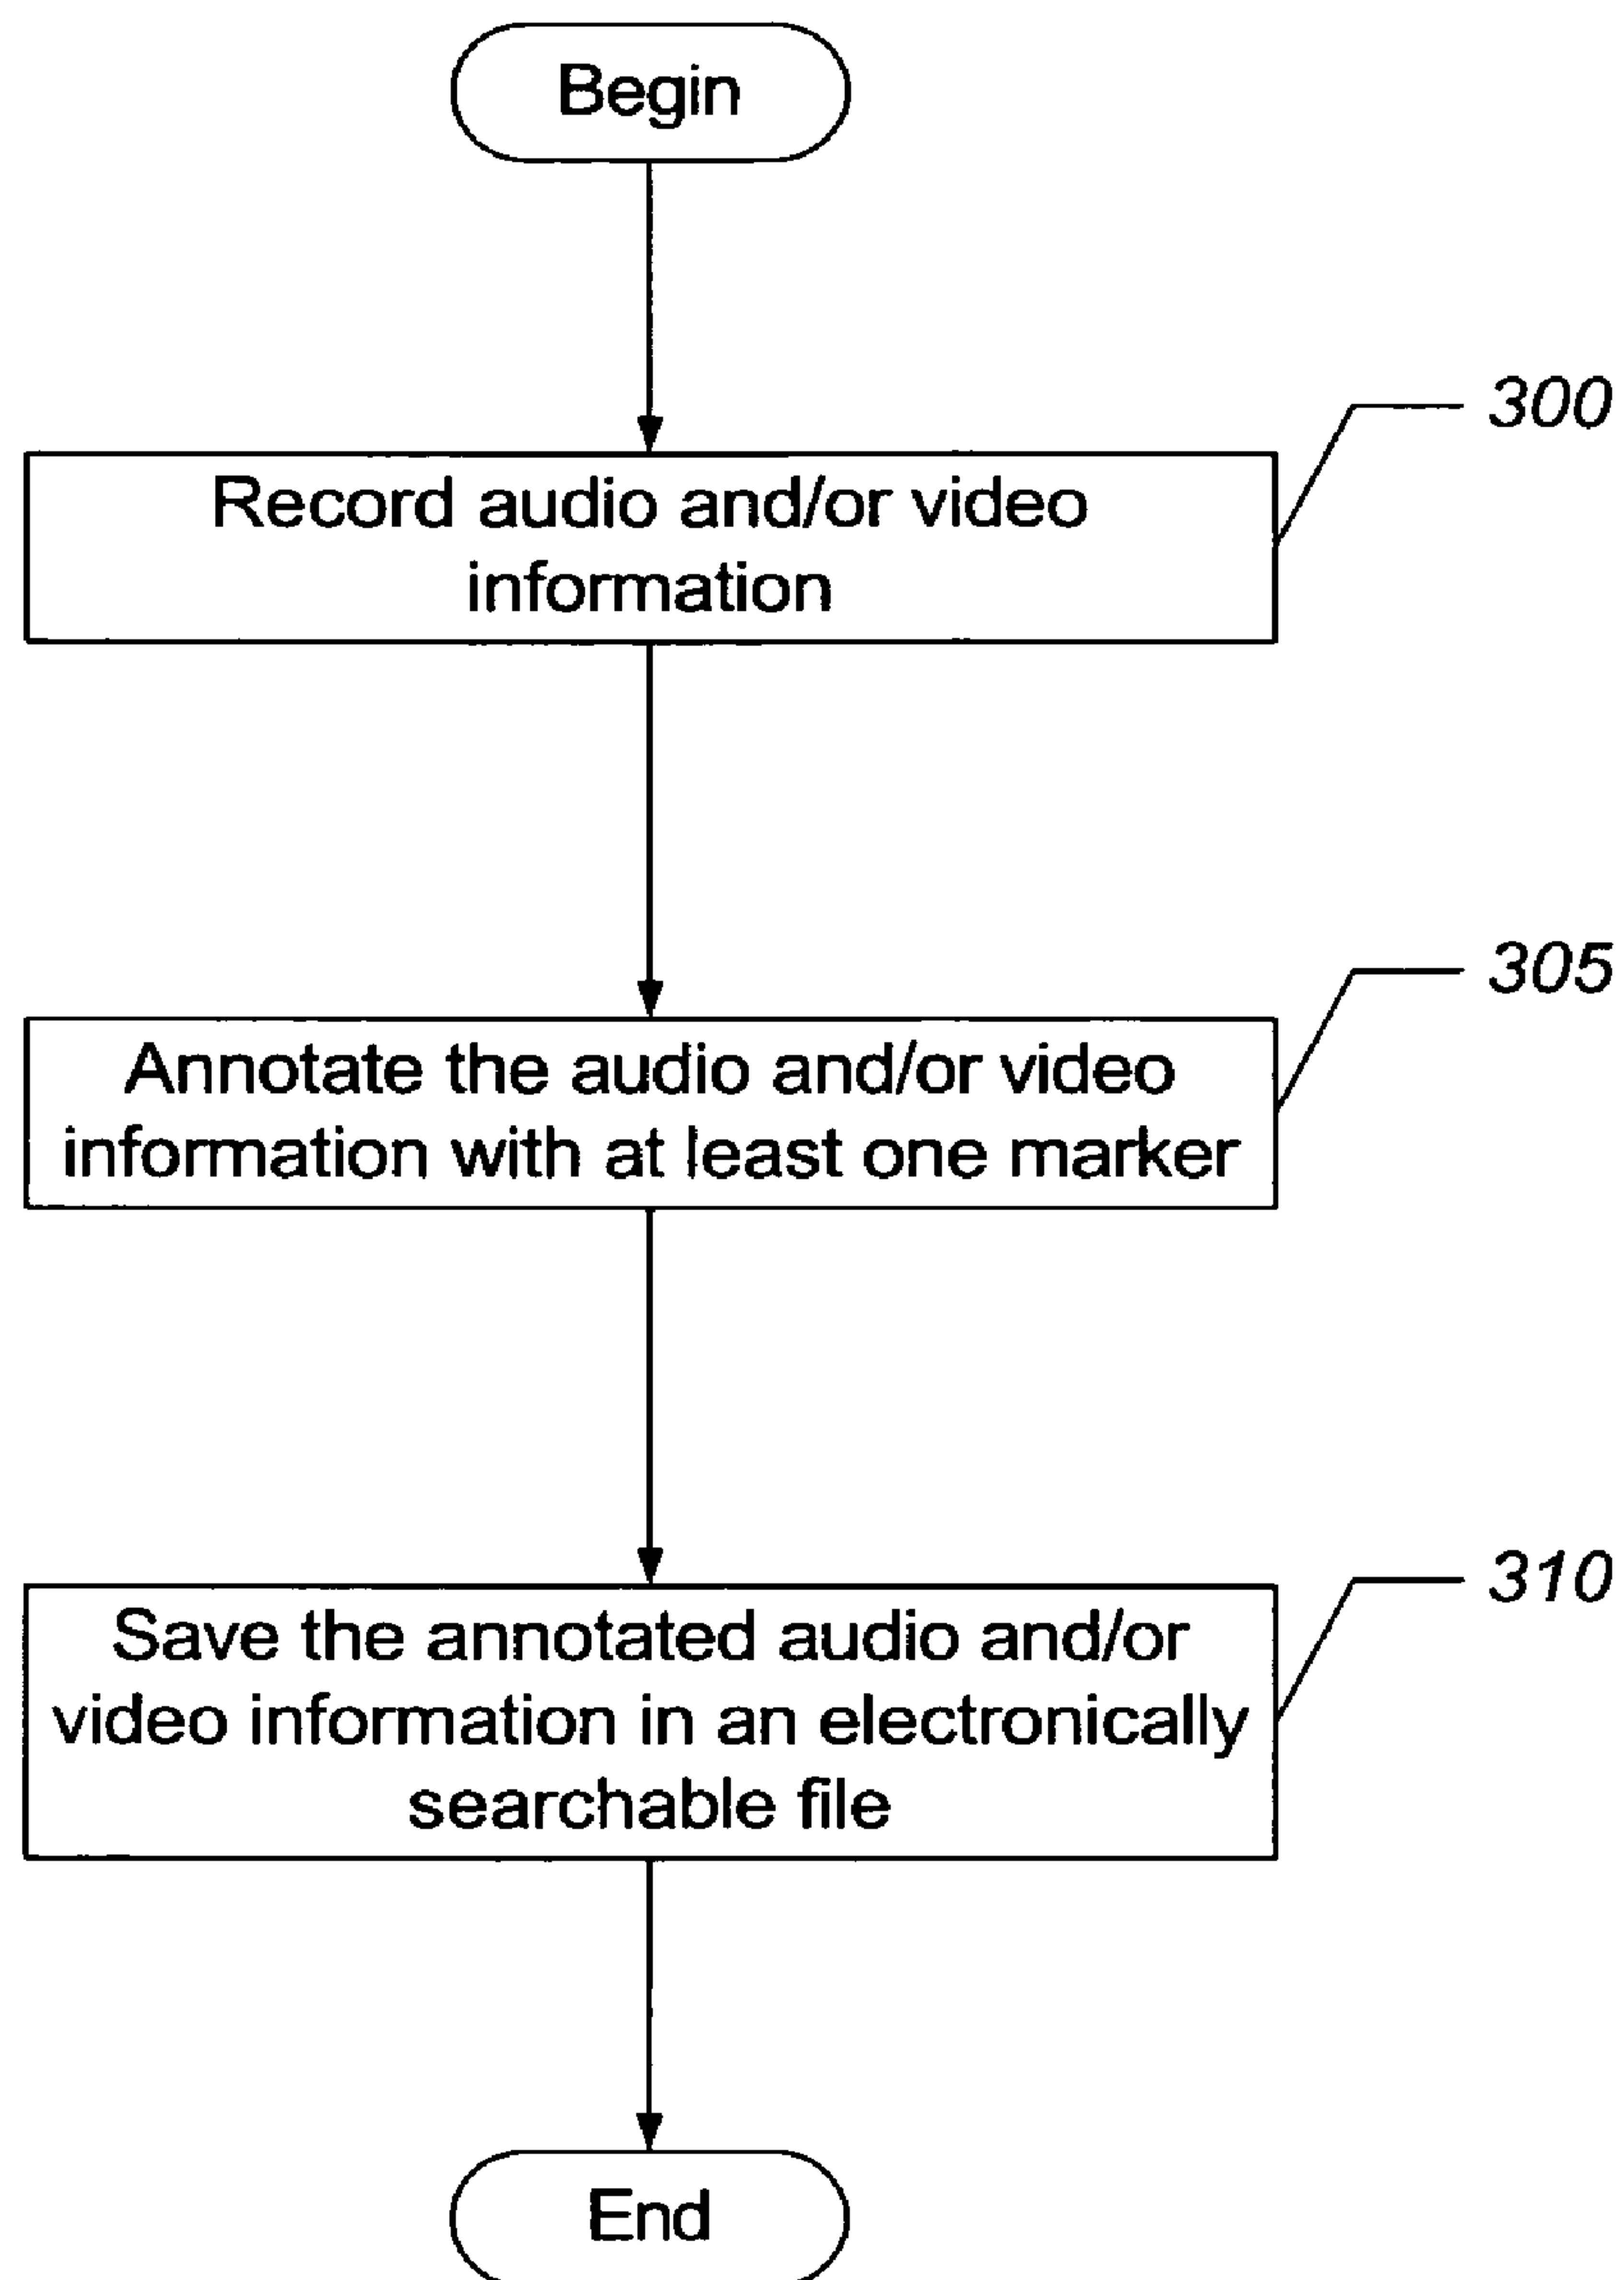 Begin
300
Record audio and/or video
information
305
Annotate the audio and/or video
information with at least one marker
310
Save the annotated audio and/or
video information in an electronically
searchable file
End